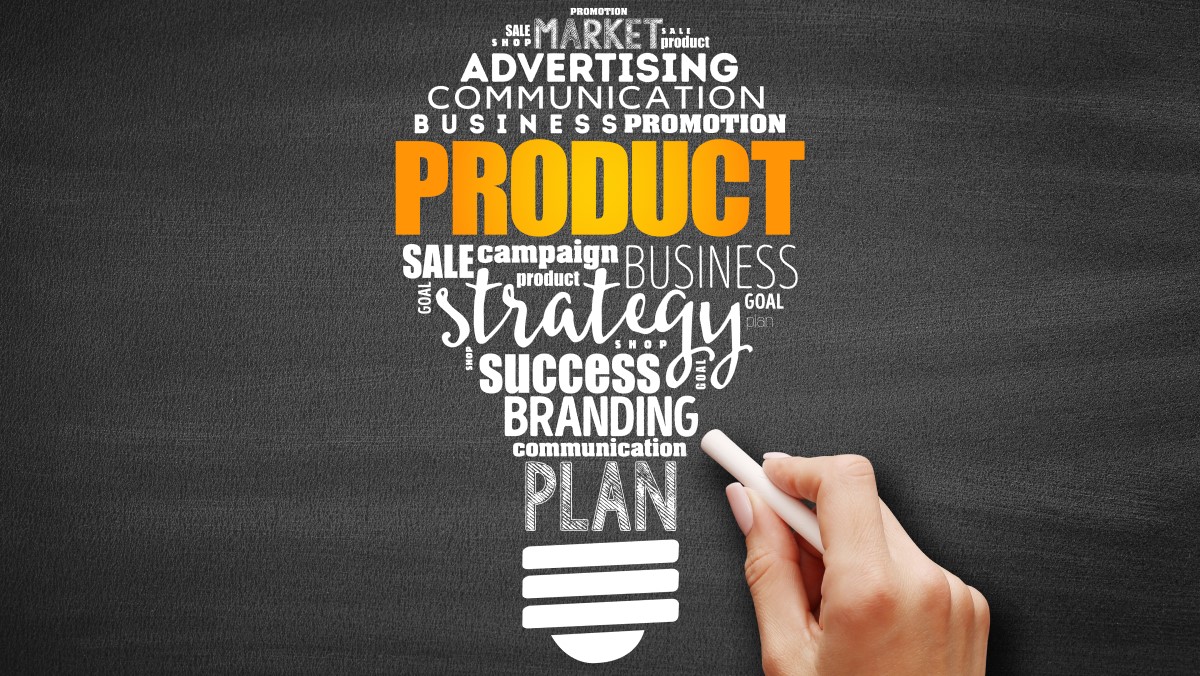 PROMOTION
SALE MARKET SALE
SHOP product
ADVERTISING
COMMUNICATION
BUSINESS PROMOTION
PRODUCT
SALE campaign BUSINESS
product
GOAL strategy GOAL
plan
SHOP
SHOP success GOAL
BRANDING
communication
PLAN